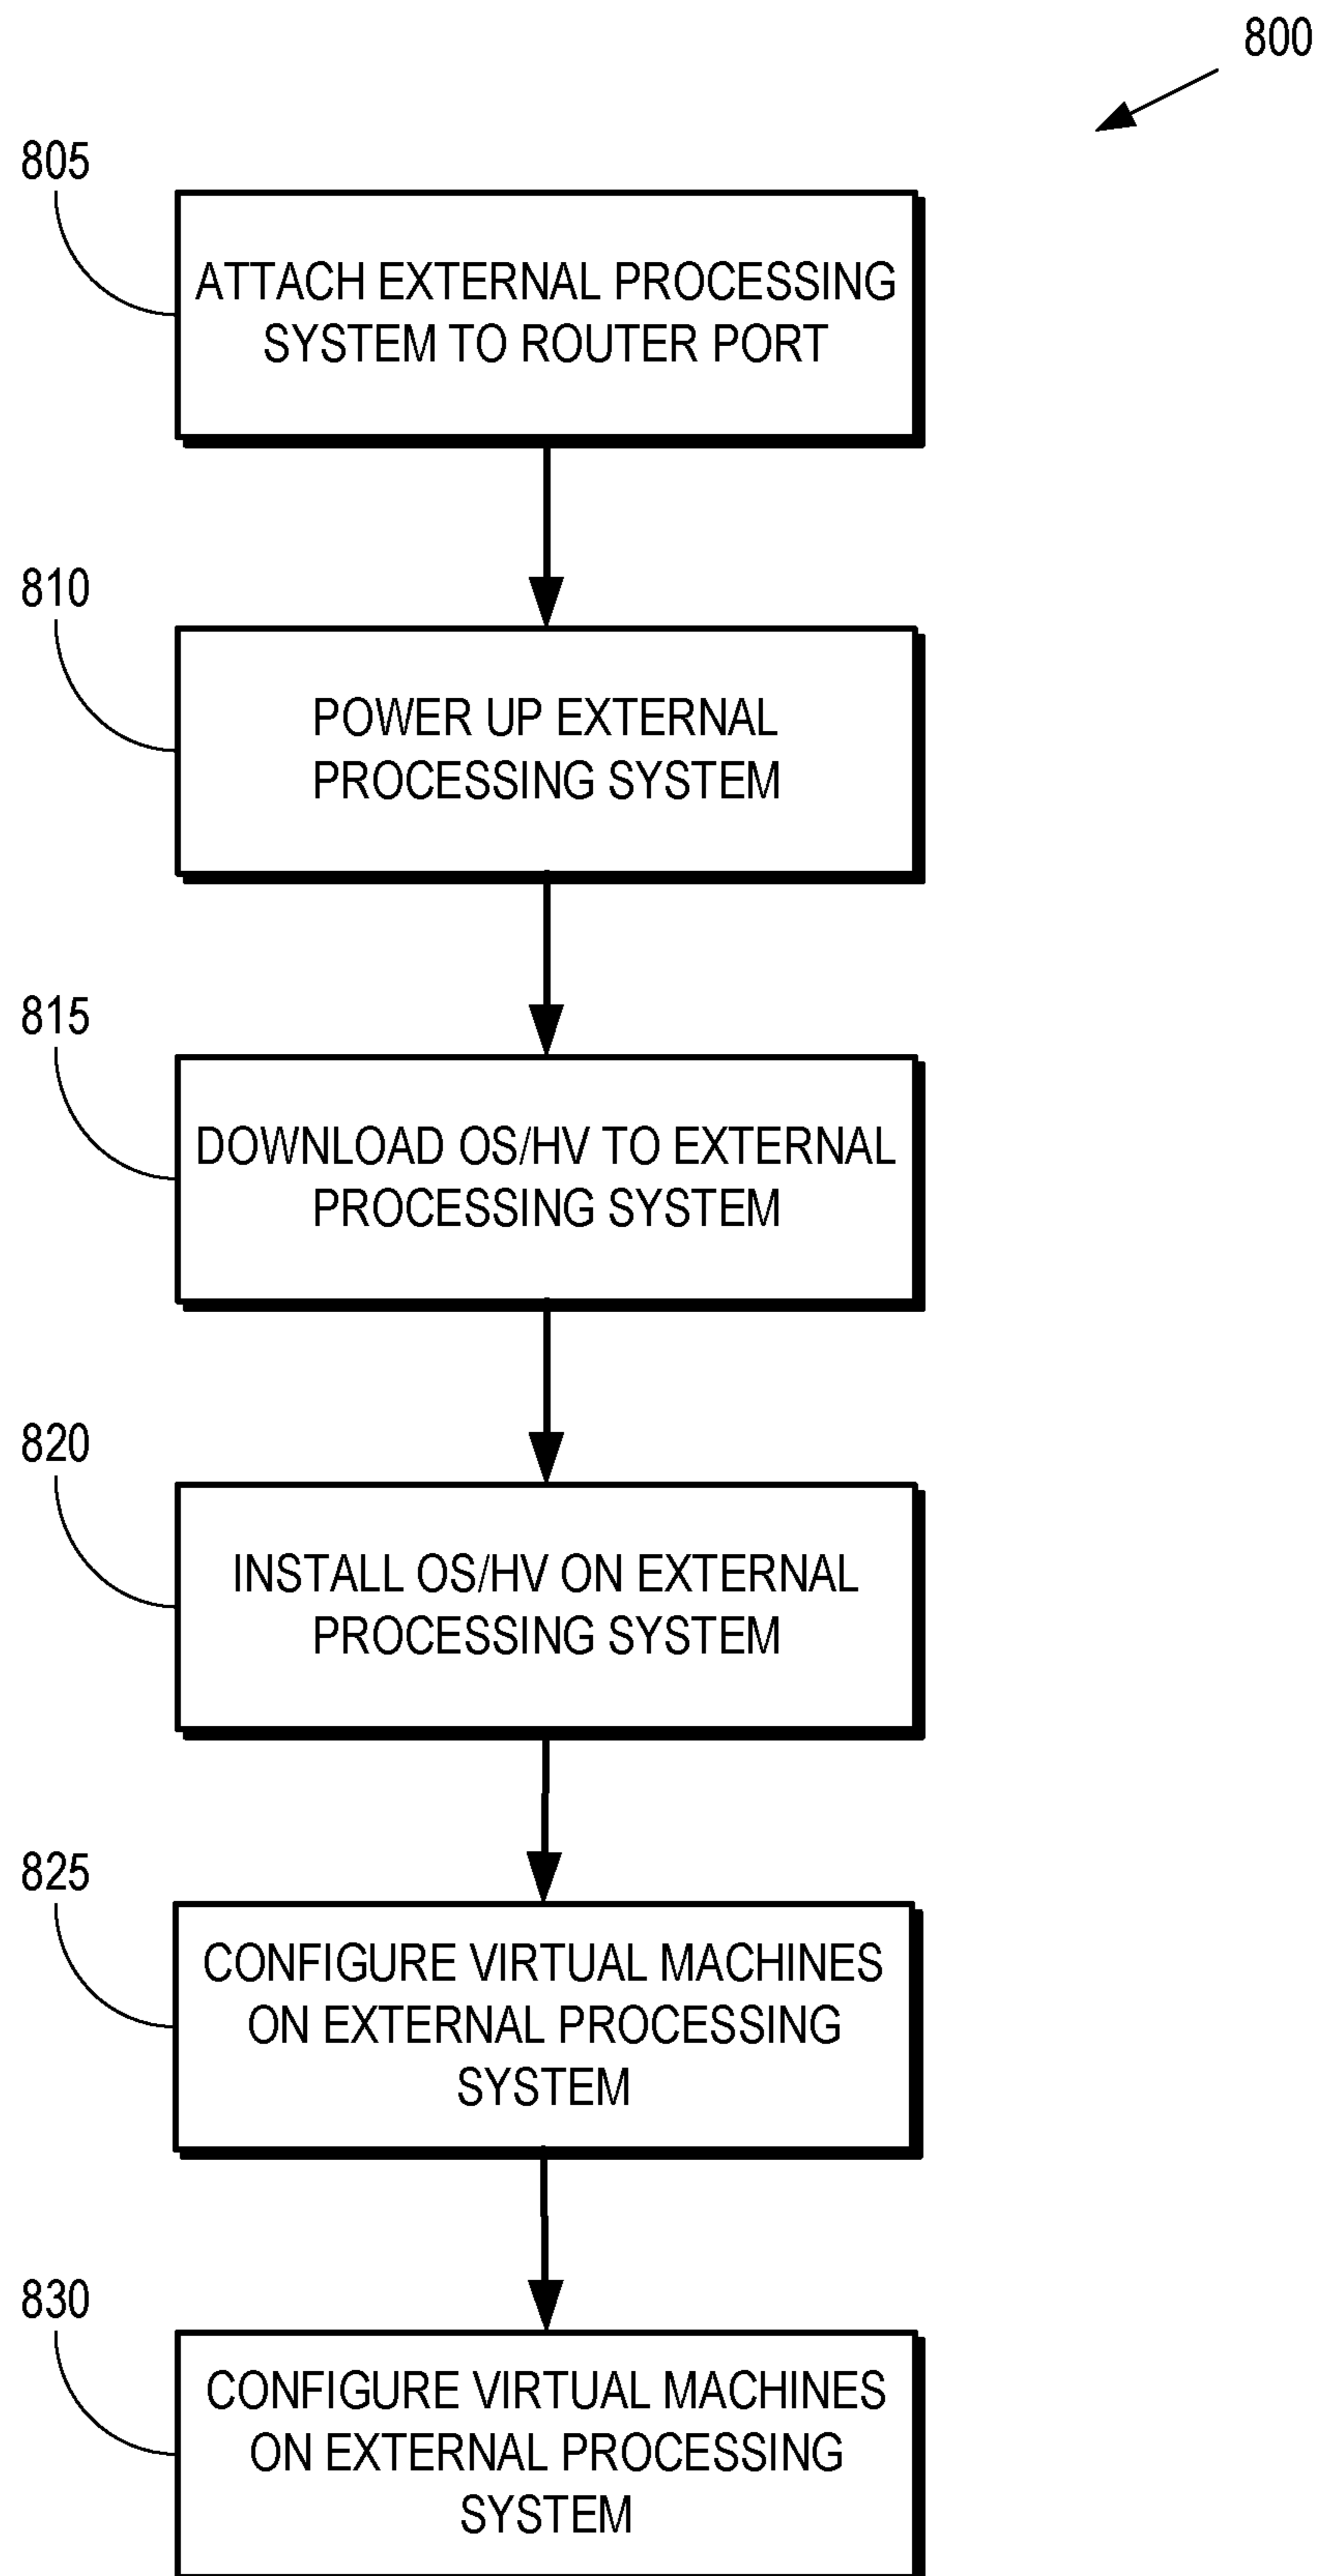 800
805
ATTACH EXTERNAL PROCESSING
SYSTEM TO ROUTER PORT
810
POWER UP EXTERNAL
PROCESSING SYSTEM
815
DOWNLOAD OS/HV TO EXTERNAL
PROCESSING SYSTEM
820
INSTALL OS/HV ON EXTERNAL
PROCESSING SYSTEM
825
CONFIGURE VIRTUAL MACHINES
ON EXTERNAL PROCESSING
SYSTEM
830
CONFIGURE VIRTUAL MACHINES
ON EXTERNAL PROCESSING
SYSTEM